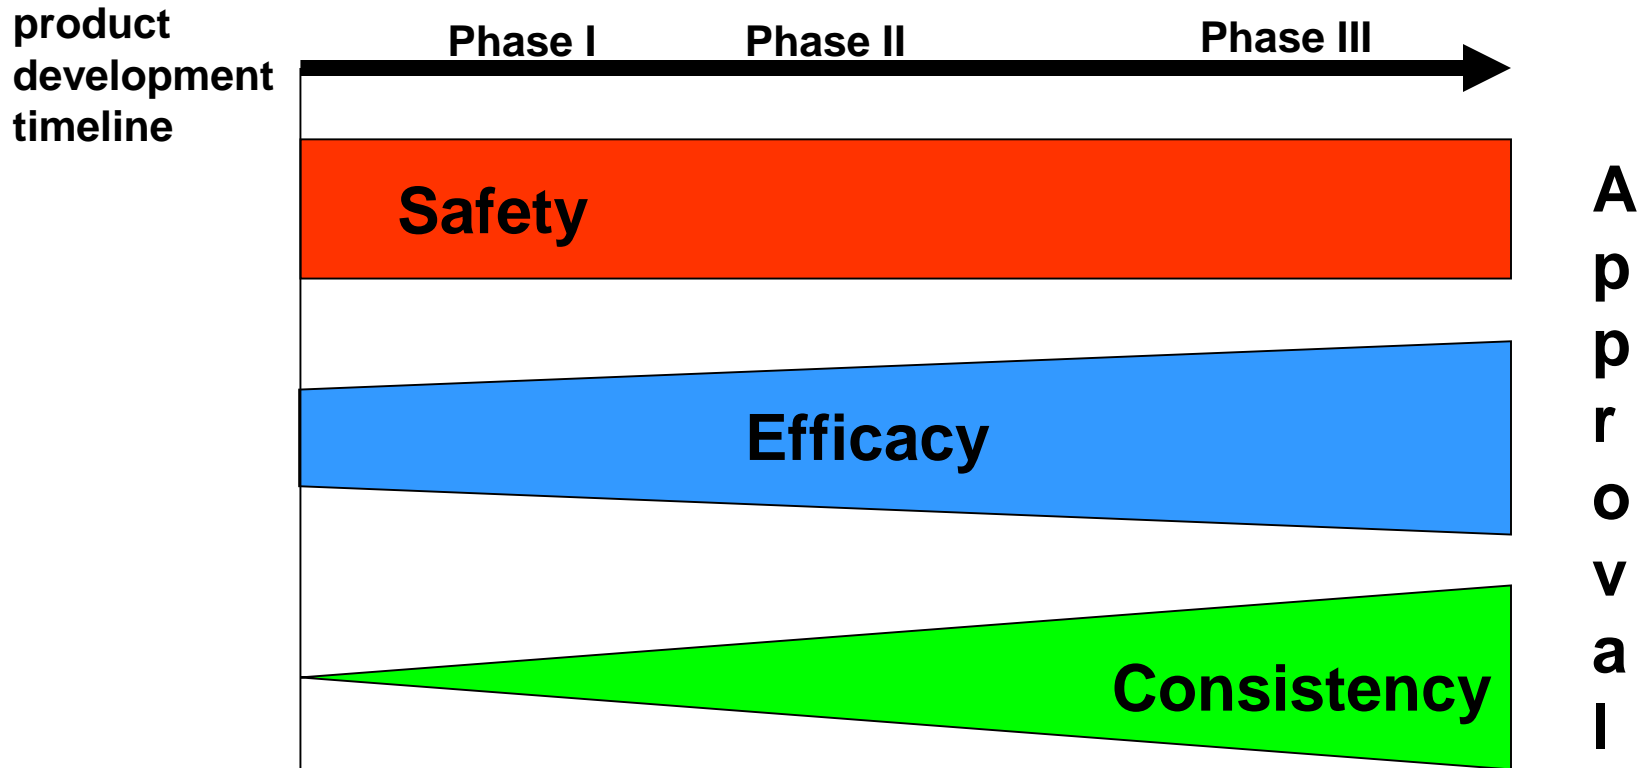 product
development
timeline
Phase I
Phase II
Phase III
Safety
Efficacy
Consistency
A
p
p
r
o
v
a
l